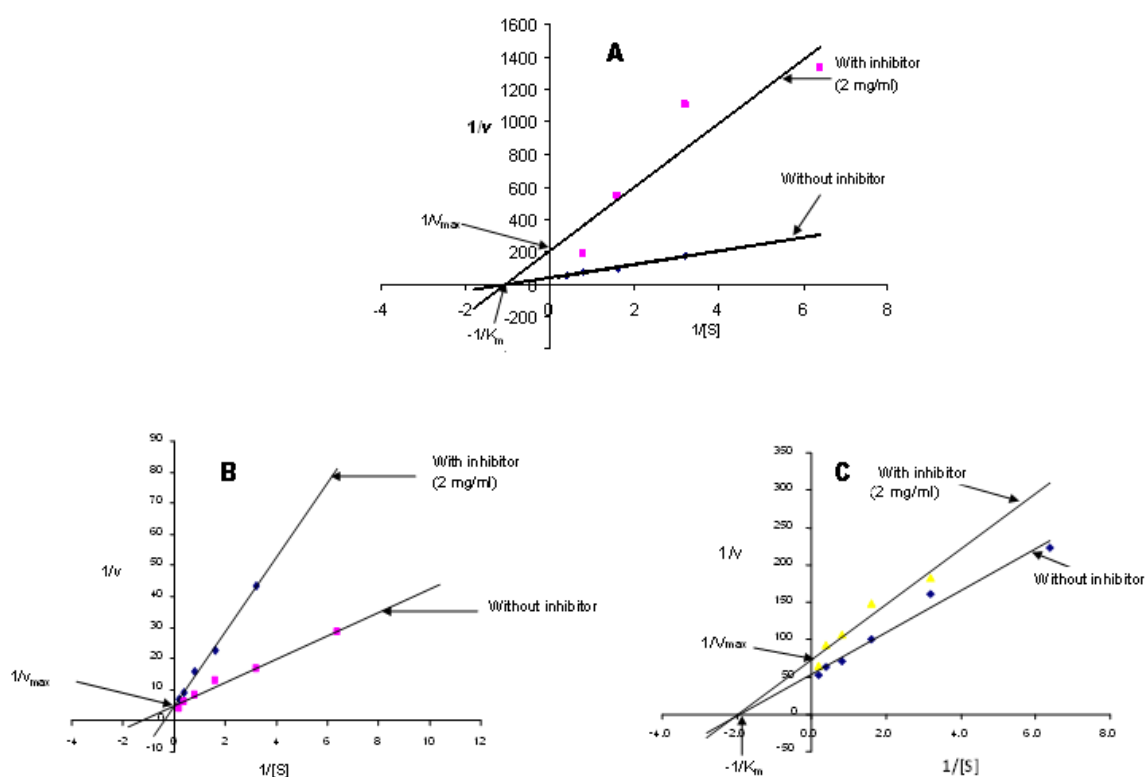 1600
1400
1200
1000
800
600
400
200
0
-200
-4
-2
0
2
4
6
8
A
1/v
1/[S]
With inhibitor
(2 mg/ml)
Without inhibitor
1/Vmax
-1/Km
90
80
70
60
50
40
30
20
10
0
-10
-4
-2
0
2
4
6
8
10
12
B
1/v
1/[S]
With inhibitor
(2 mg/ml)
Without inhibitor
1/vmax
350
300
250
200
150
100
50
0
-50
-4.0
-2.0
0.0
2.0
4.0
6.0
8.0
C
1/v
1/[S]
With inhibitor
(2 mg/ml)
Without inhibitor
1/Vmax
-1/Km